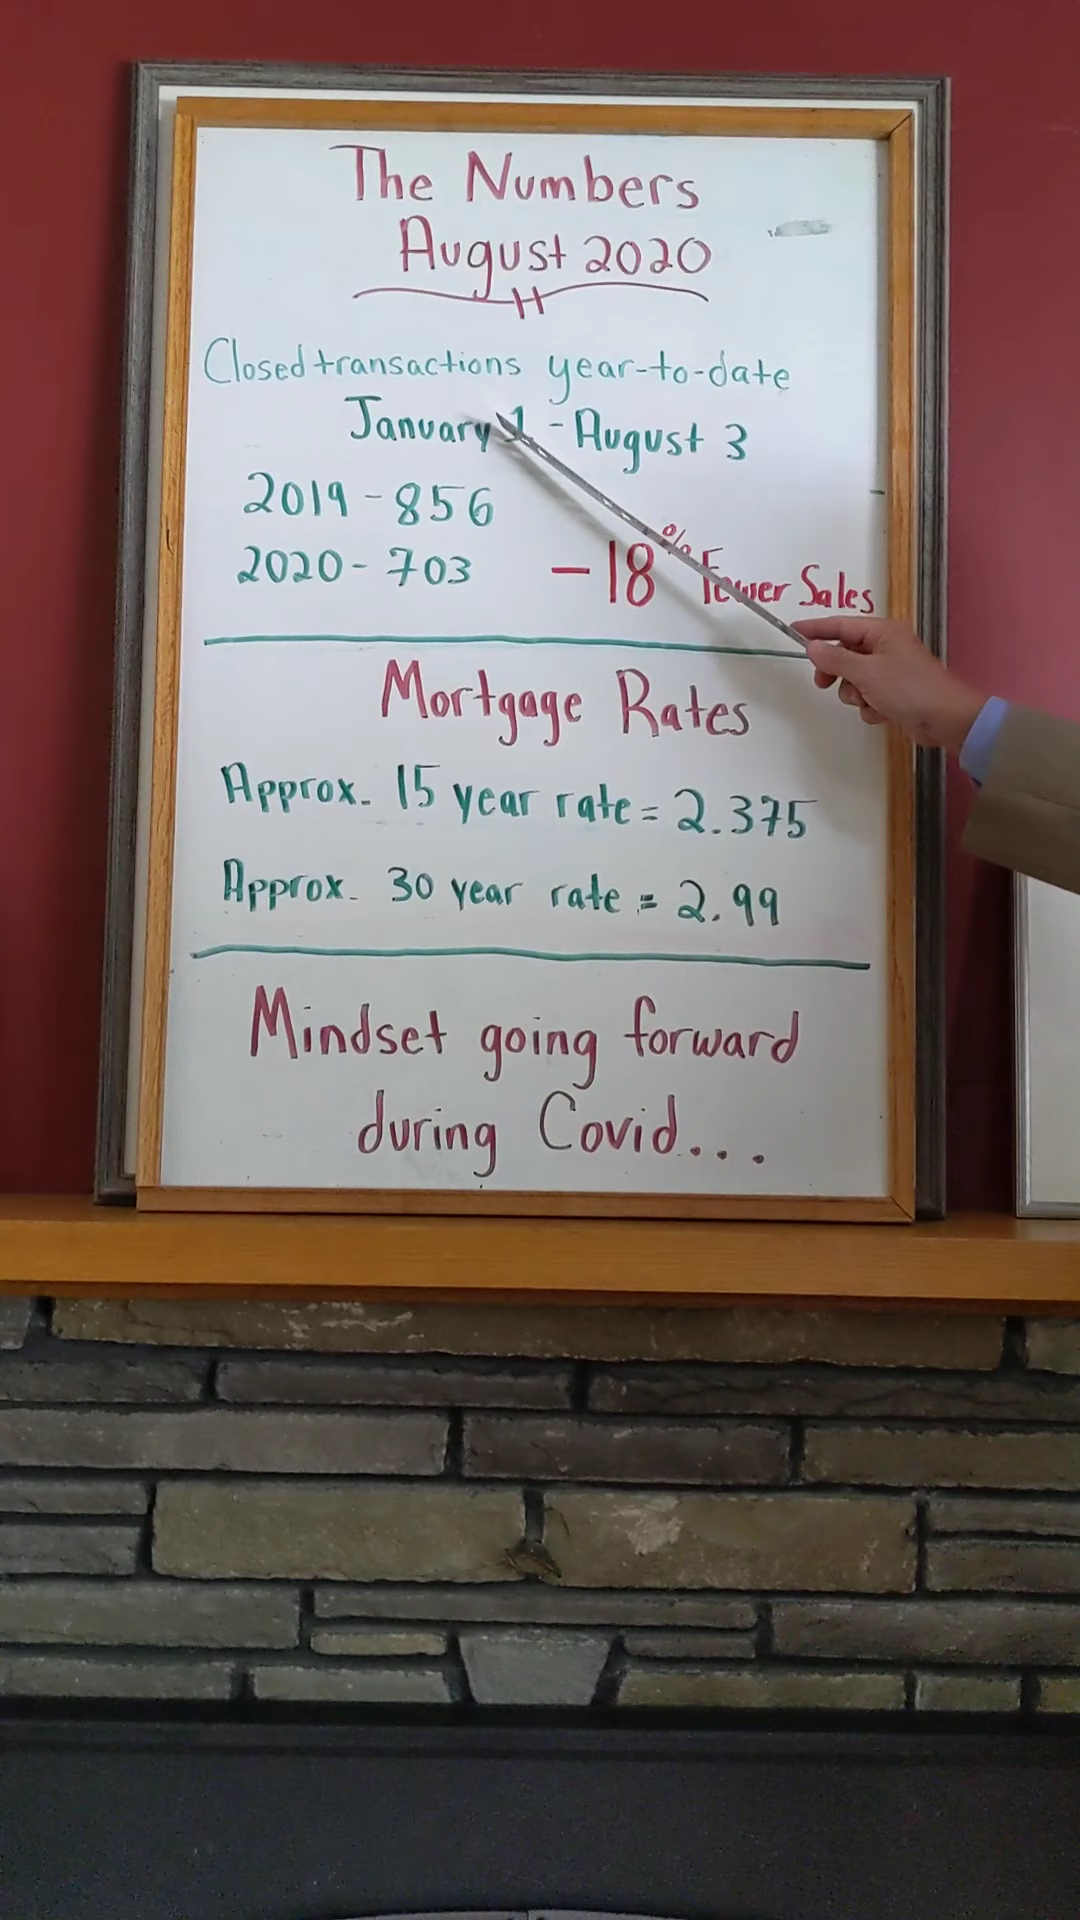 The Numbers
August 2020
Closed transactions year-to-date
January 1 - August 3
2019 - 856
2020 - 703 -18% Fewer Sales
Mortgage Rates
Approx. 15 year rate = 2.375
Approx. 30 year rate = 2.99
Mindset going forward
during Covid...